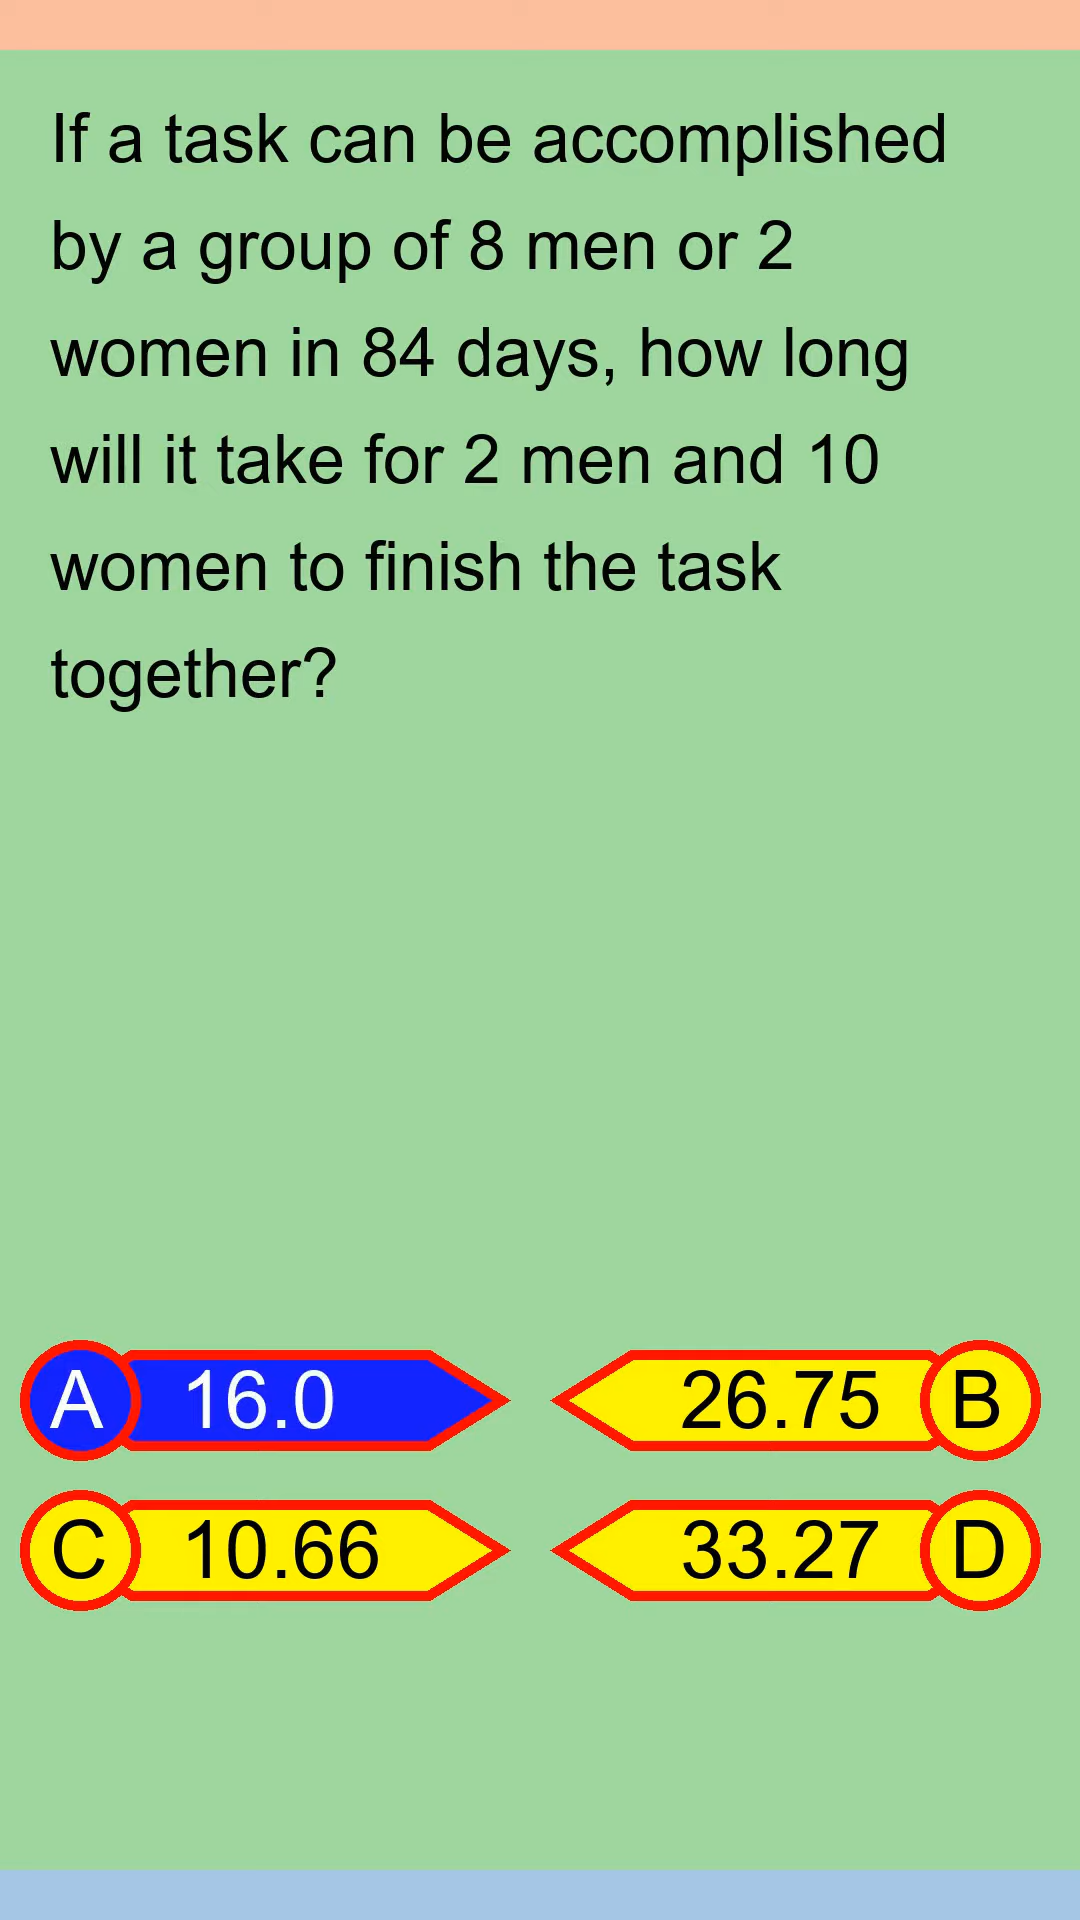 If a task can be accomplished
by a group of 8 men or 2
women in 84 days, how long
will it take for 2 men and 10
women to finish the task
together?
A 16.0
26.75 B
C 10.66
33.27 D